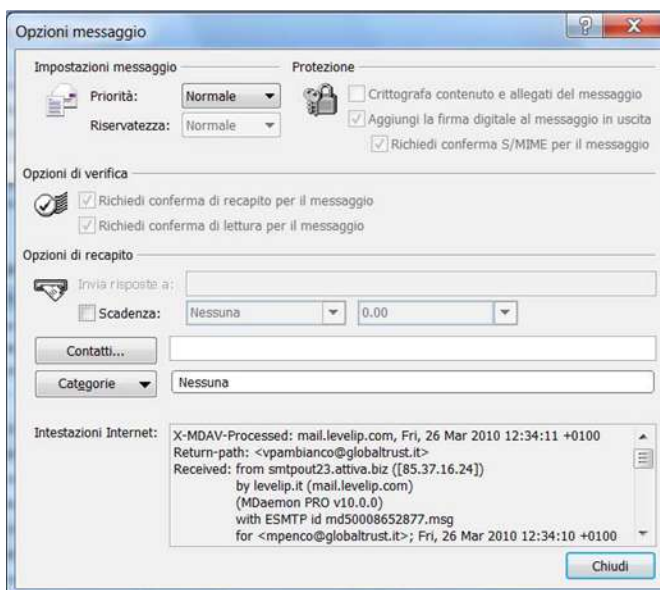 Opzioni messaggio
Impostazioni messaggio
Protezione
Priorità: Normale
Crittografa contenuto e allegati del messaggio
Riservatezza: Normale
Aggiungi la firma digitale al messaggio in uscita
Richiedi conferma S/MIME per il messaggio
Opzioni di verifica
Richiedi conferma di recapito per il messaggio
Richiedi conferma di lettura per il messaggio
Opzioni di recapito
Invia risposte a:
Scadenza: Nessuna 0.00
Contatti...
Categorie Nessuna
Intestazioni Internet:
X-MDAV-Processed: mail.levelip.com, Fri, 26 Mar 2010 12:34:11 +0100
Return-path: <vpambianco@globaltrust.it>
Received: from smtpout23.attiva.biz ([85.37.16.24])
by levelip.it (mail.levelip.com)
(MDaemon PRO v10.0.0)
with ESMTP id md50008652877.msg
for <mpenco@globaltrust.it>; Fri, 26 Mar 2010 12:34:10 +0100
Chiudi